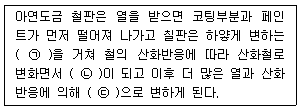 아연도금 철판은 열을 받으면 코팅부분과 페인
트가 먼저 떨어져 나가고 철판은 하얗게 변하는
( ㉠ )을 거쳐 철의 산화반응에 따라 산화철로
변화면서 ( ㉡ )이 되고 이후 더 많은 열과 산화
반응에 의해 ( ㉢ )으로 변하게 된다.